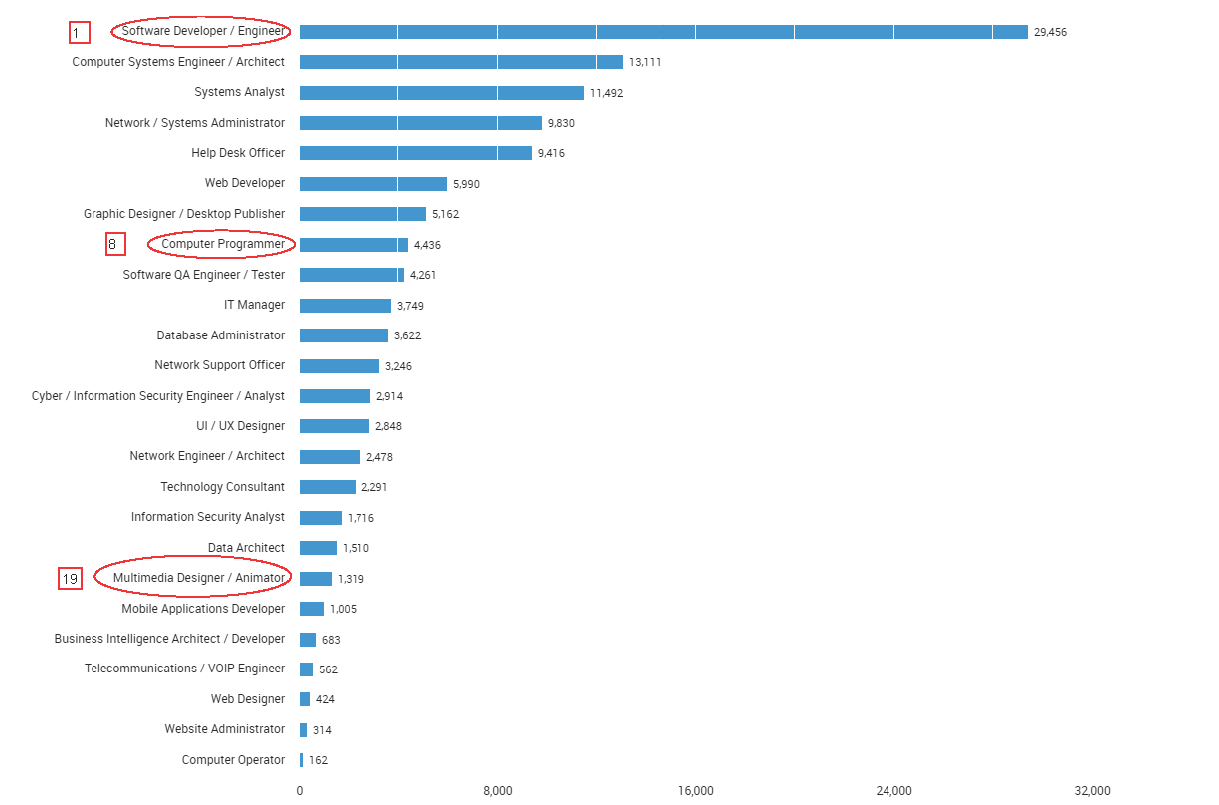 1 Software Developer / Engineer 29,456
Computer Systems Engineer / Architect 13,111
Systems Analyst 11,492
Network / Systems Administrator 9,830
Help Desk Officer 9,416
Web Developer 5,990
Graphic Designer / Desktop Publisher 5,162
8 Computer Programmer 4,436
Software QA Engineer / Tester 4,261
IT Manager 3,749
Database Administrator 3,622
Network Support Officer 3,246
Cyber / Information Security Engineer / Analyst 2,914
UI / UX Designer 2,848
Network Engineer / Architect 2,478
Technology Consultant 2,291
Information Security Analyst 1,716
Data Architect 1,510
19 Multimedia Designer / Animator 1,319
Mobile Applications Developer 1,005
Business Intelligence Architect / Developer 683
Telecommunications / VOIP Engineer 562
Web Designer 424
Website Administrator 314
Computer Operator 162
0 8,000 16,000 24,000 32,000